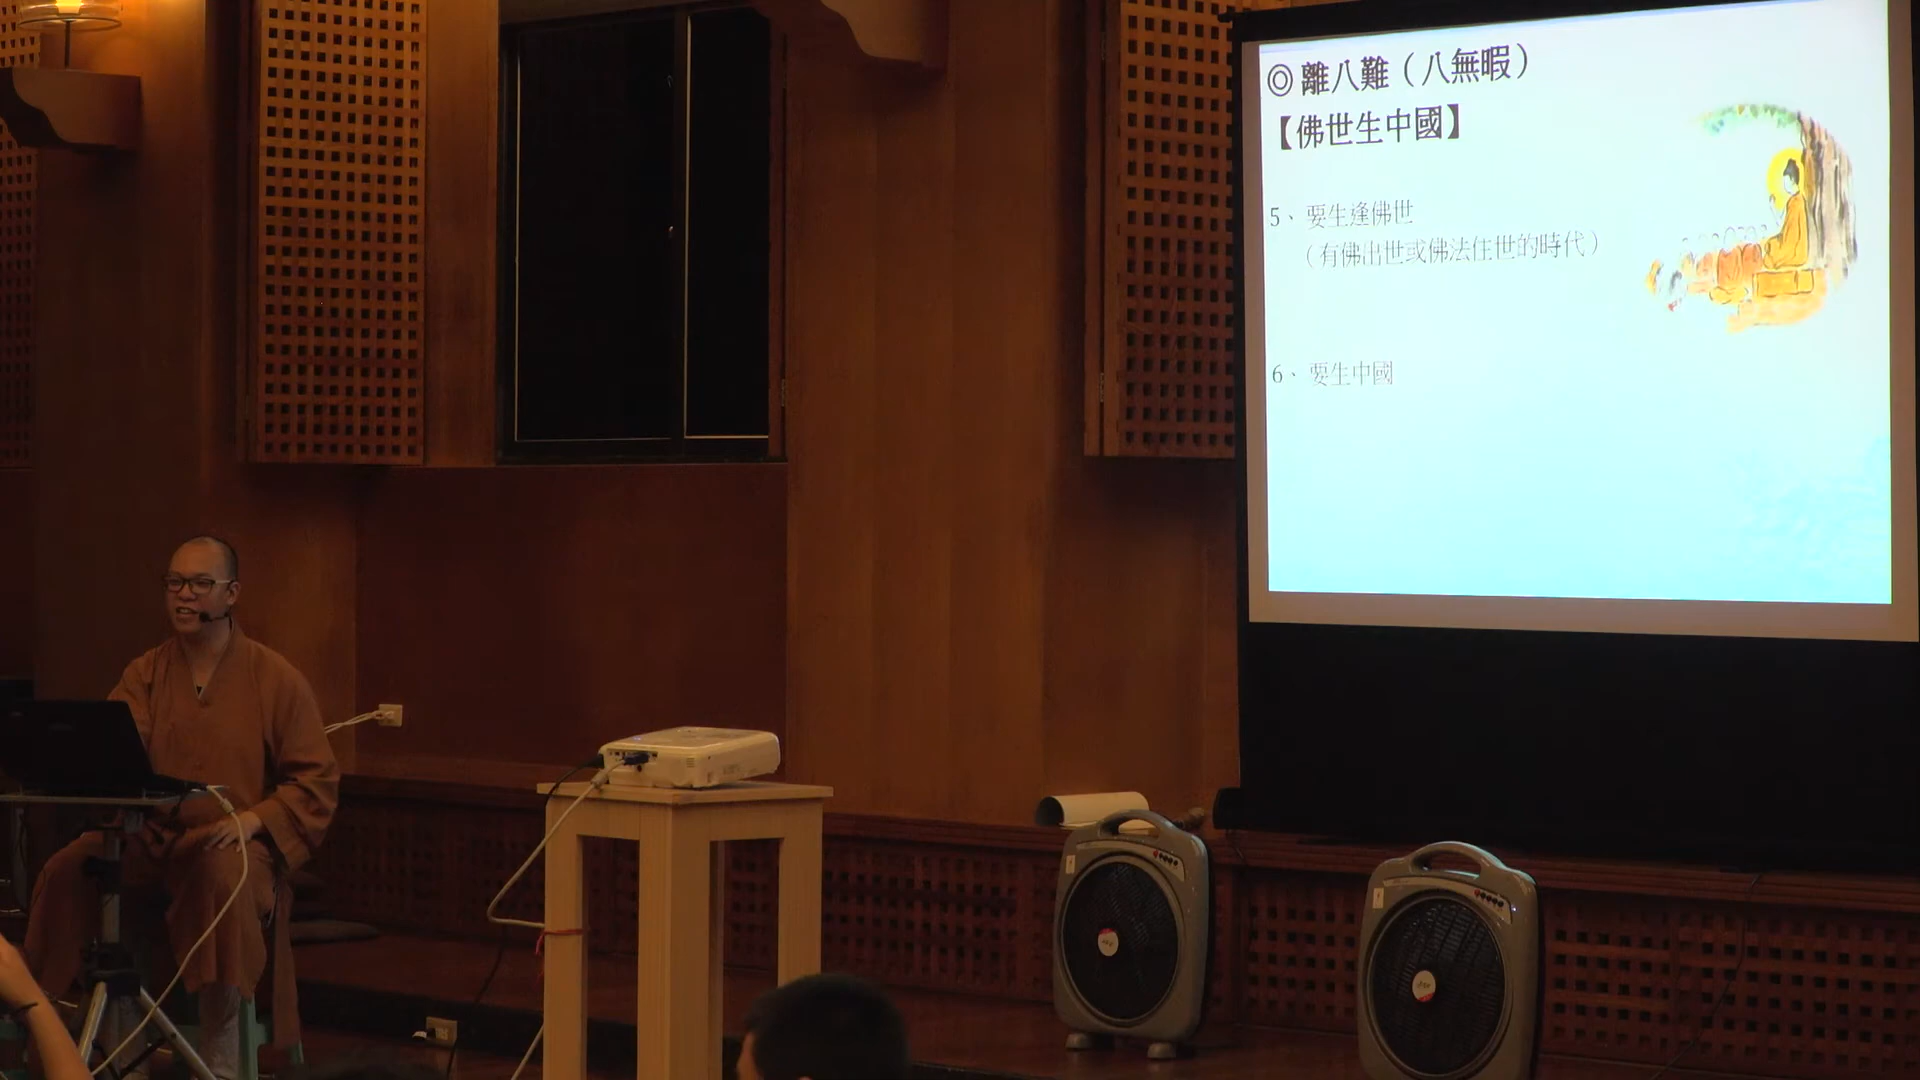 ◎離八難（八無暇）
【佛世生中國】
5、要生逢佛世
（有佛出世或佛法住世的時代）
6、要生中國